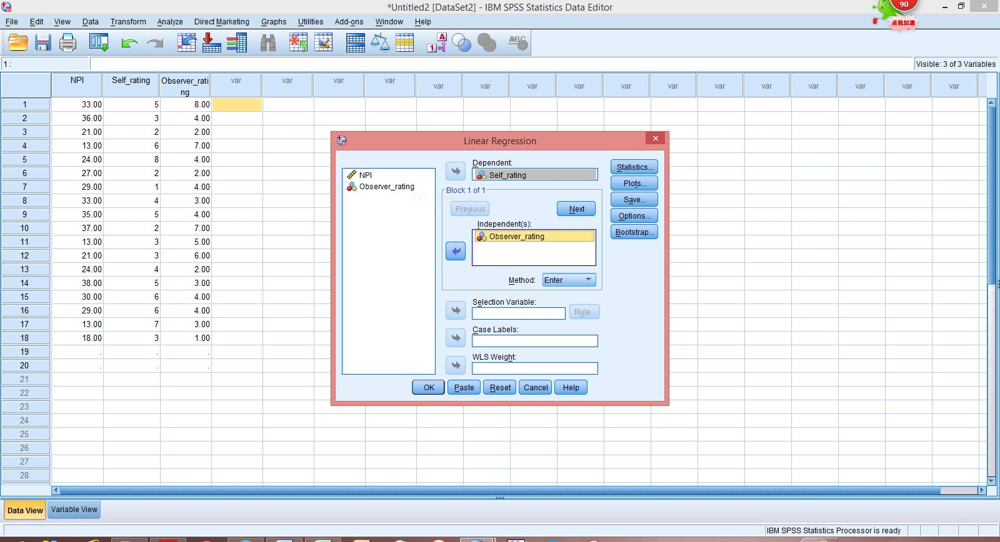 *Untitled2 [DataSet2] - IBM SPSS Statistics Data Editor
90
点我加速
File Edit View Data Transform Analyze Direct Marketing Graphs Utilities Add-ons Window Help
1 :
Visible: 3 of 3 Variables
NPI Self_rating Observer_rati
ng var var var var var var var var var var var var var var var
1 33.00 5 8.00
2 36.00 3 4.00
3 21.00 2 2.00
4 13.00 6 7.00
5 24.00 8 4.00
6 27.00 2 2.00
7 29.00 1 4.00
8 33.00 4 3.00
9 35.00 5 4.00
10 37.00 2 7.00
11 13.00 3 5.00
12 21.00 3 6.00
13 24.00 4 2.00
14 38.00 5 3.00
15 30.00 6 4.00
16 29.00 6 4.00
17 13.00 7 3.00
18 18.00 3 1.00
19 . . .
20 . . .
21
22
23
24
25
26
27
28
Linear Regression
NPI
Observer_rating
Dependent:
Self_rating
Block 1 of 1
Previous Next
Independent(s):
Observer_rating
Method: Enter
Selection Variable:
Rule...
Case Labels:
WLS Weight:
Statistics...
Plots...
Save...
Options...
Bootstrap...
OK Paste Reset Cancel Help
Data View Variable View
IBM SPSS Statistics Processor is ready